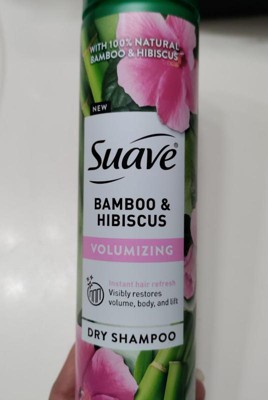 WITH 100% NATURAL
BAMBOO & HIBISCUS
NEW
Suave®
BAMBOO &
HIBISCUS
VOLUMIZING
Instant hair refresh
Visibly restores
volume, body, and lift
DRY SHAMPOO